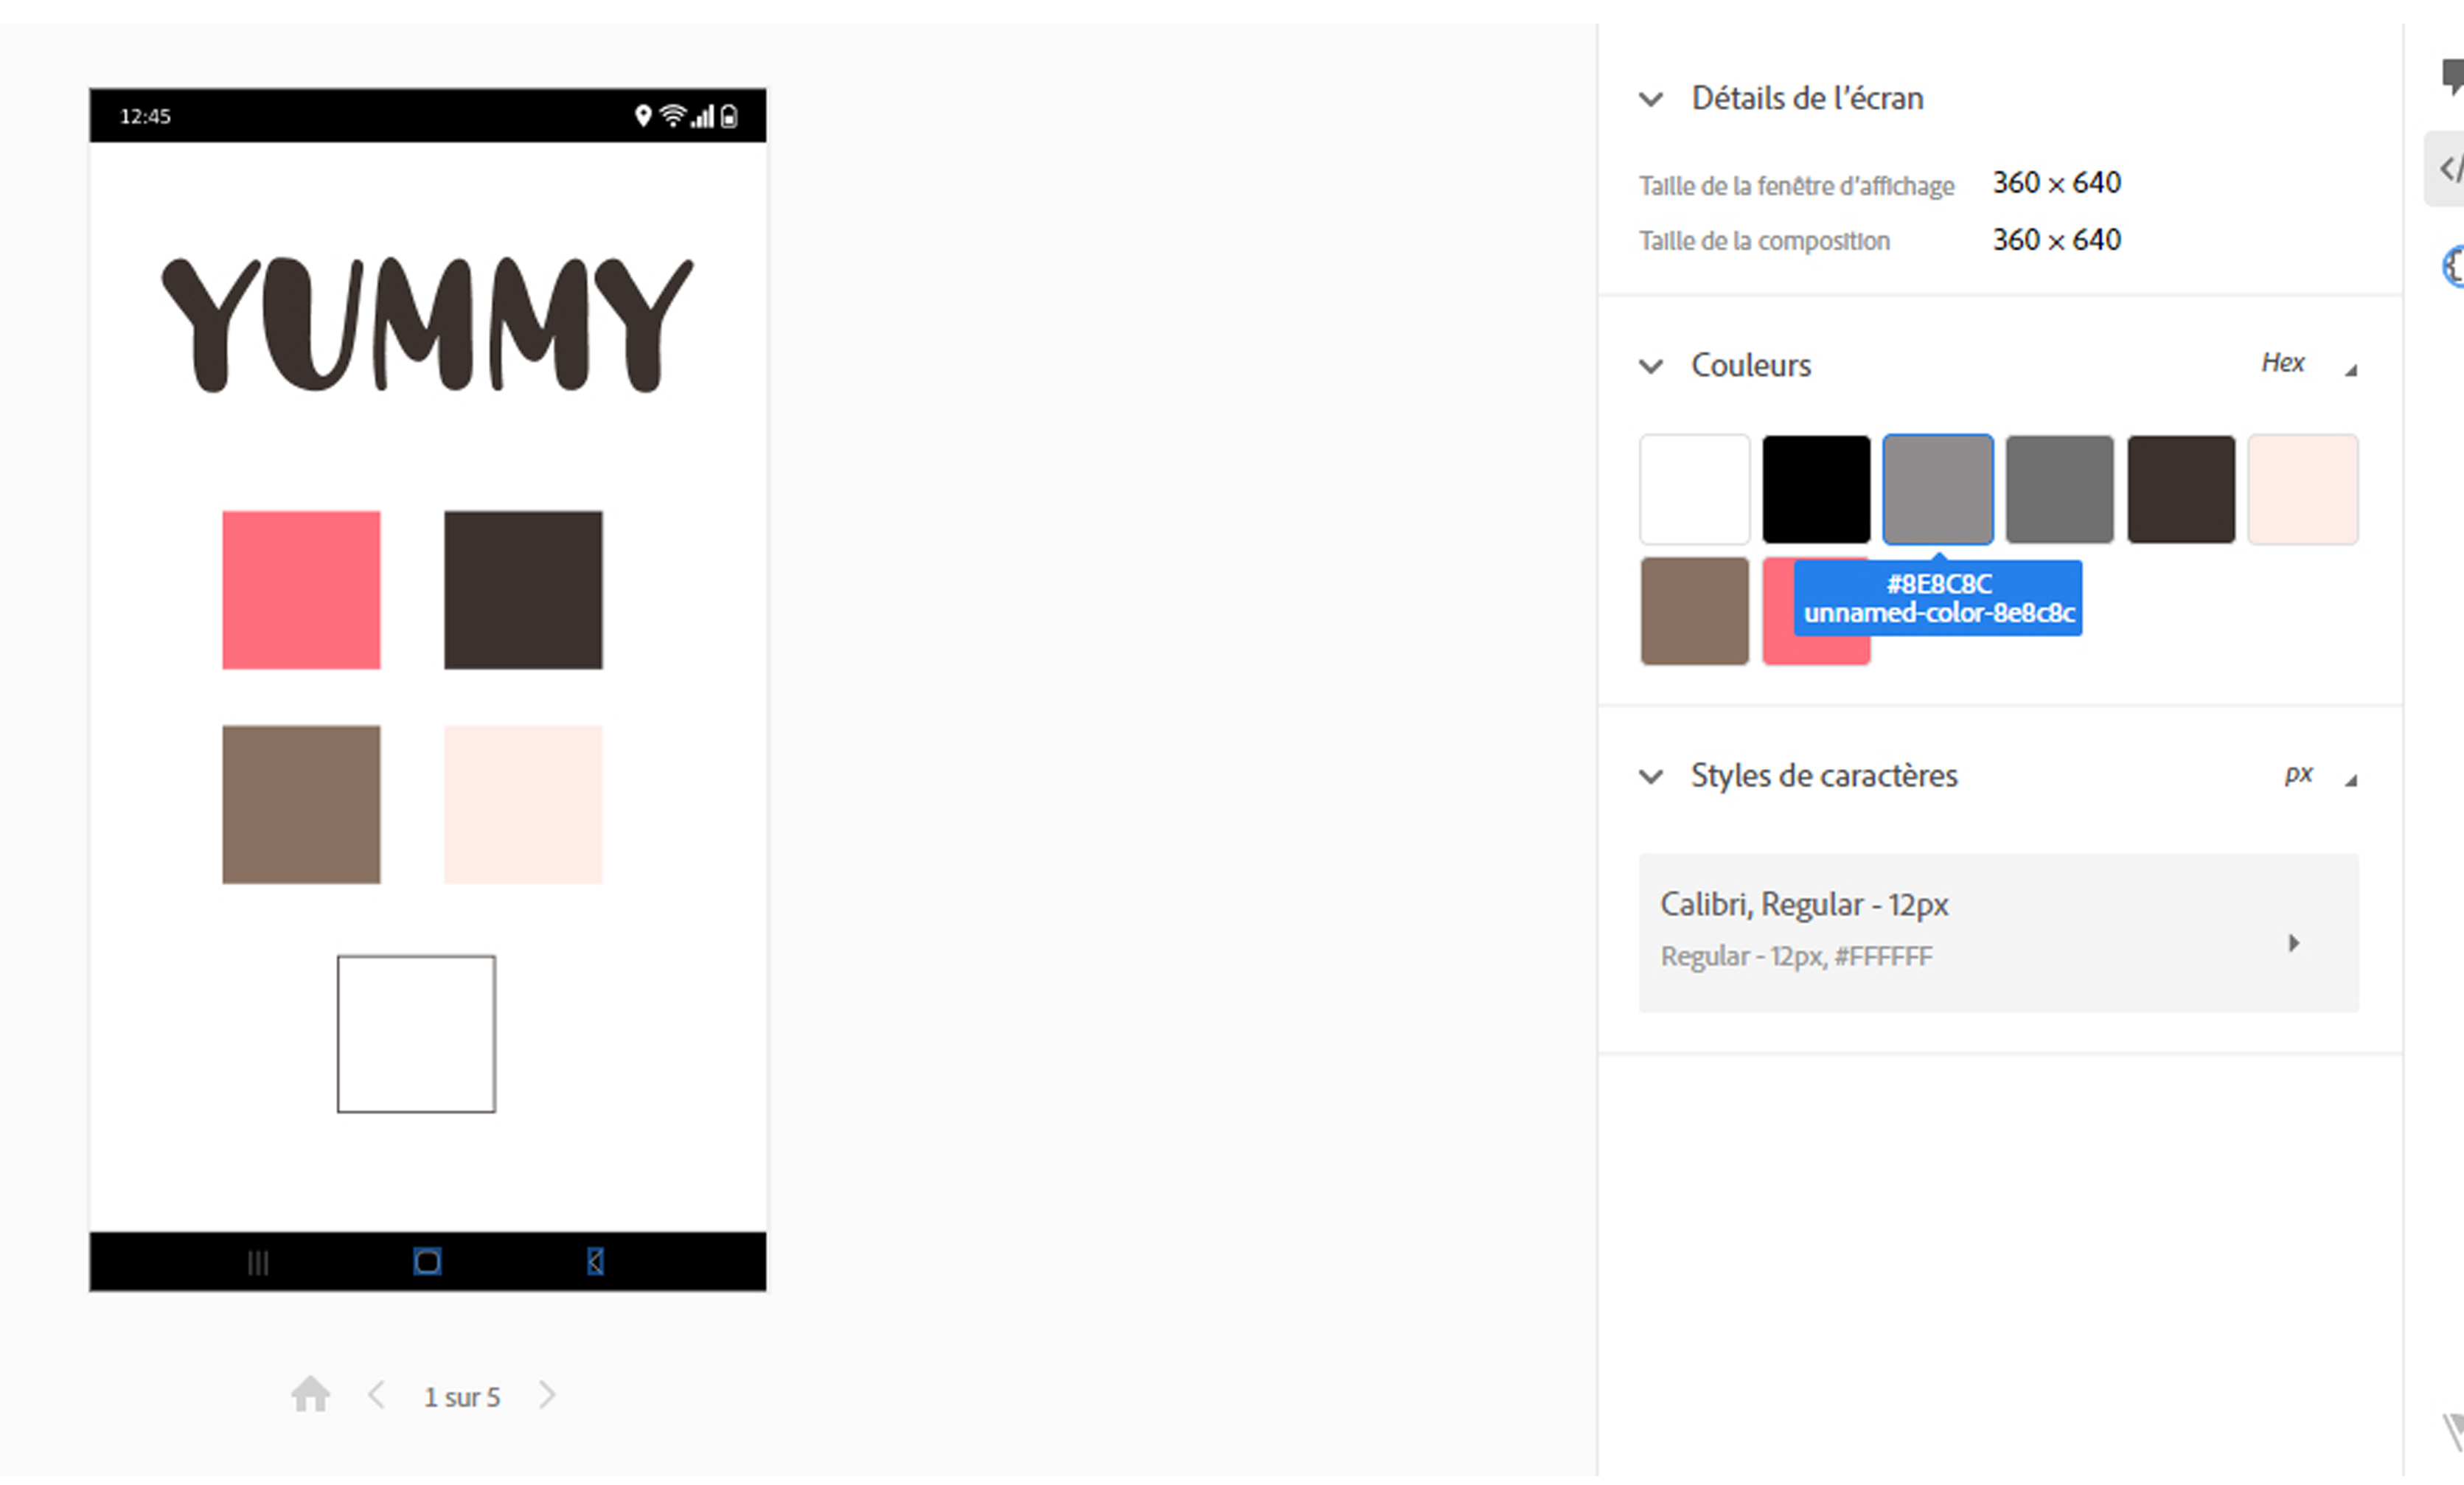 12:45
YUMMY
1 sur 5
Détails de l'écran
Taille de la fenêtre d'affichage 360 × 640
Taille de la composition 360 × 640
Couleurs Hex
#8E8C8C
unnamed-color-8e8c8c
Styles de caractères px
Calibri, Regular - 12px
Regular - 12px, #FFFFFF